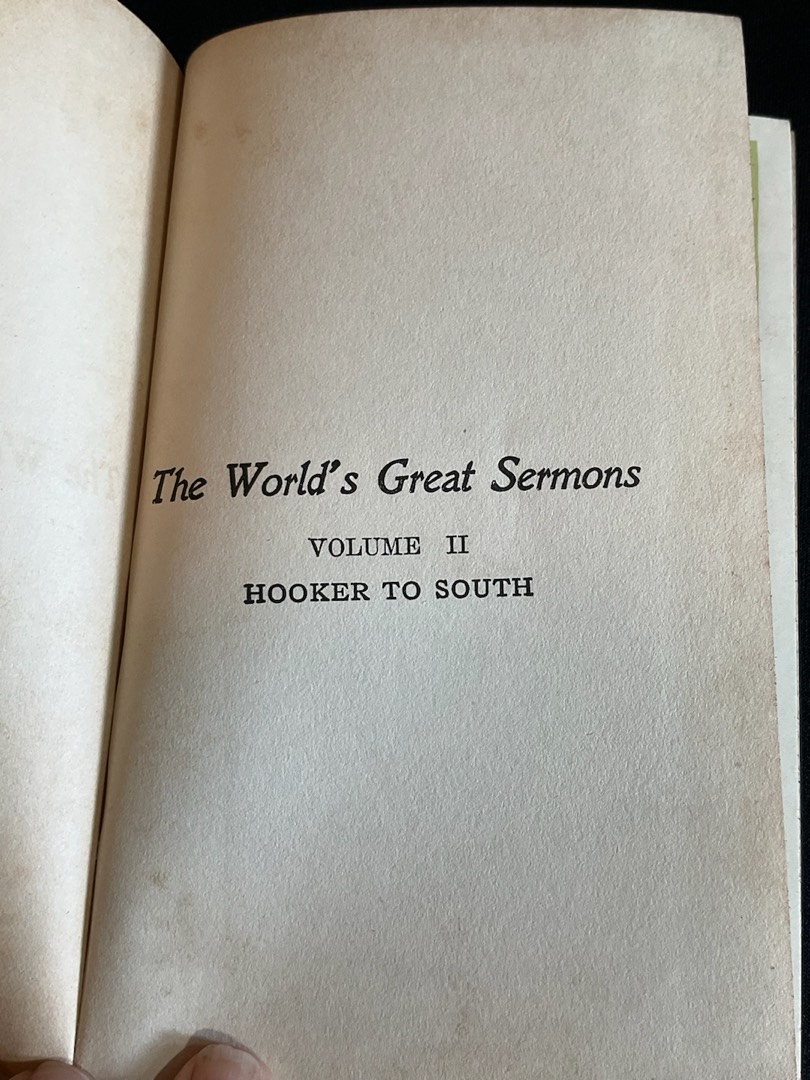 The World's Great Sermons
VOLUME II
HOOKER TO SOUTH